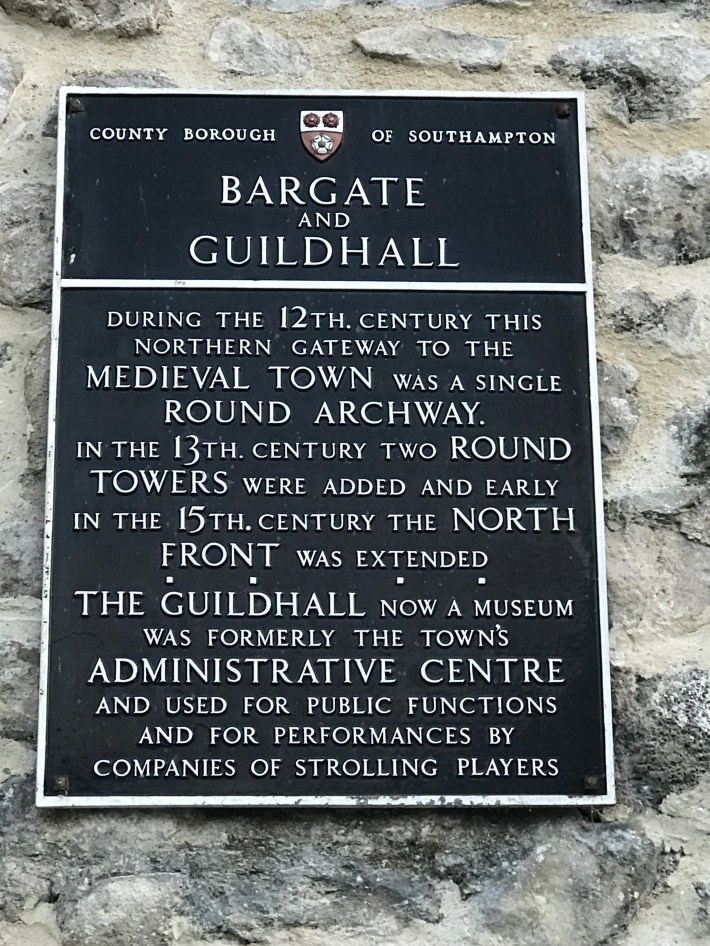 COUNTY BOROUGH OF SOUTHAMPTON
BARGATE
AND
GUILDHALL
DURING THE 12TH. CENTURY THIS
NORTHERN GATEWAY TO THE
MEDIEVAL TOWN WAS A SINGLE
ROUND ARCHWAY.
IN THE 13TH. CENTURY TWO ROUND
TOWERS WERE ADDED AND EARLY
IN THE 15TH. CENTURY THE NORTH
FRONT WAS EXTENDED
THE GUILDHALL NOW A MUSEUM
WAS FORMERLY THE TOWN'S
ADMINISTRATIVE CENTRE
AND USED FOR PUBLIC FUNCTIONS
AND FOR PERFORMANCES BY
COMPANIES OF STROLLING PLAYERS